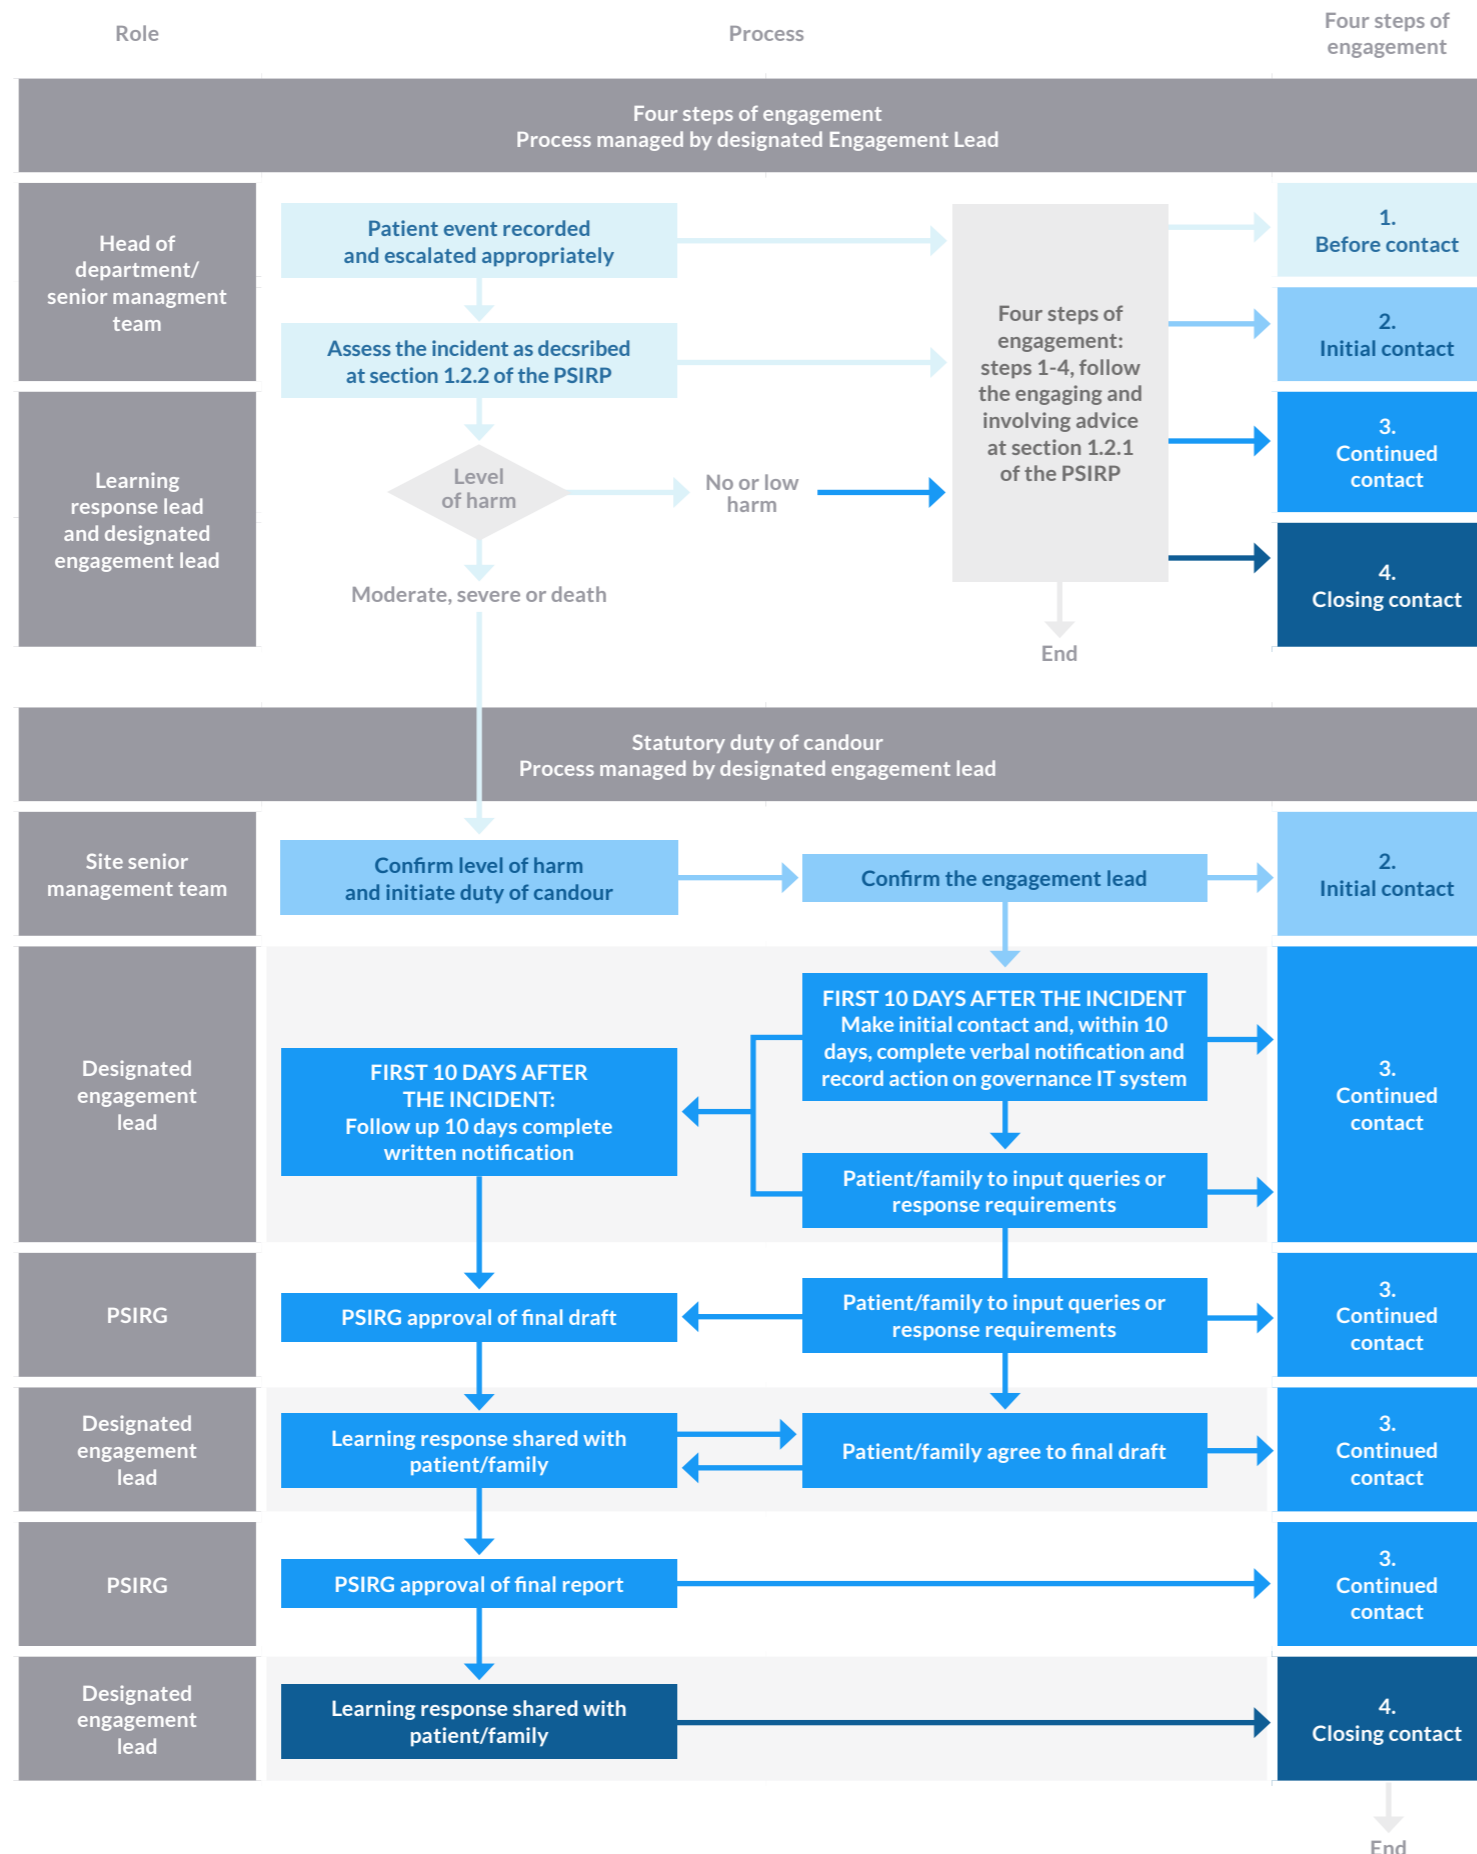 Role
Process
Four steps of
engagement
Four steps of engagement
Process managed by designated Engagement Lead
Head of
department/
senior managment
team
Patient event recorded
and escalated appropriately
Assess the incident as decsribed
at section 1.2.2 of the PSIRP
Four steps of
engagement:
steps 1-4, follow
the engaging and
involving advice
at section 1.2.1
of the PSIRP
1.
Before contact
2.
Initial contact
Learning
response lead
and designated
engagement lead
Level
of harm
No or low
harm
Moderate, severe or death
3.
Continued
contact
4.
Closing contact
End
Statutory duty of candour
Process managed by designated engagement lead
Site senior
management team
Confirm level of harm
and initiate duty of candour
Confirm the engagement lead
2.
Initial contact
Designated
engagement
lead
FIRST 10 DAYS AFTER THE INCIDENT
Make initial contact and, within 10
days, complete verbal notification and
record action on governance IT system
FIRST 10 DAYS AFTER
THE INCIDENT:
Follow up 10 days complete
written notification
Patient/family to input queries or
response requirements
3.
Continued
contact
PSIRG
PSIRG approval of final draft
Patient/family to input queries or
response requirements
3.
Continued
contact
Designated
engagement
lead
Learning response shared with
patient/family
Patient/family agree to final draft
3.
Continued
contact
PSIRG
PSIRG approval of final report
3.
Continued
contact
Designated
engagement
lead
Learning response shared with
patient/family
4.
Closing contact
End